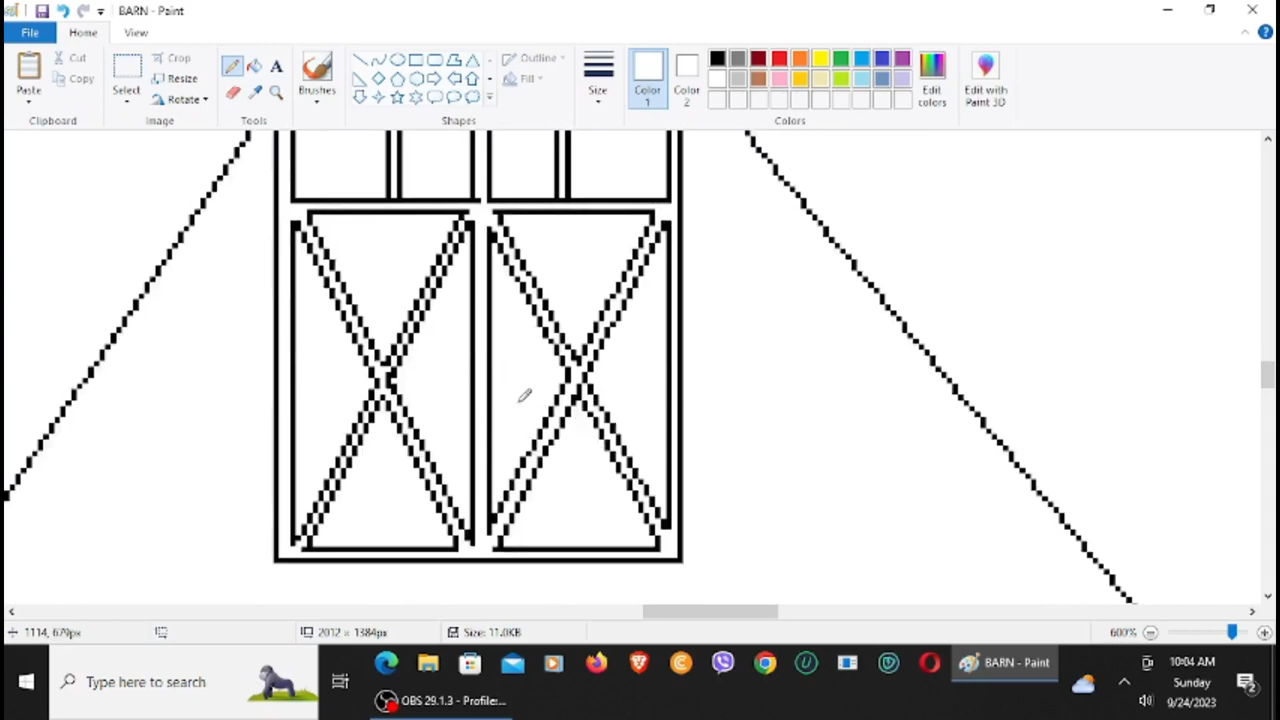 BARN - Paint
File
Home
View
Paste
Cut
Copy
Clipboard
Select
Crop
Resize
Rotate
Image
A
Tools
Brushes
Outline
Fill
Shapes
Size
Color 1
Color 2
Edit colors
Colors
Edit with Paint 3D
1114, 679px
2012 × 1384px
Size: 11.0KB
600%
Type here to search
BARN - Paint
OBS 29.1.3 - Profile:...
10:04 AM
Sunday
9/24/2023
2